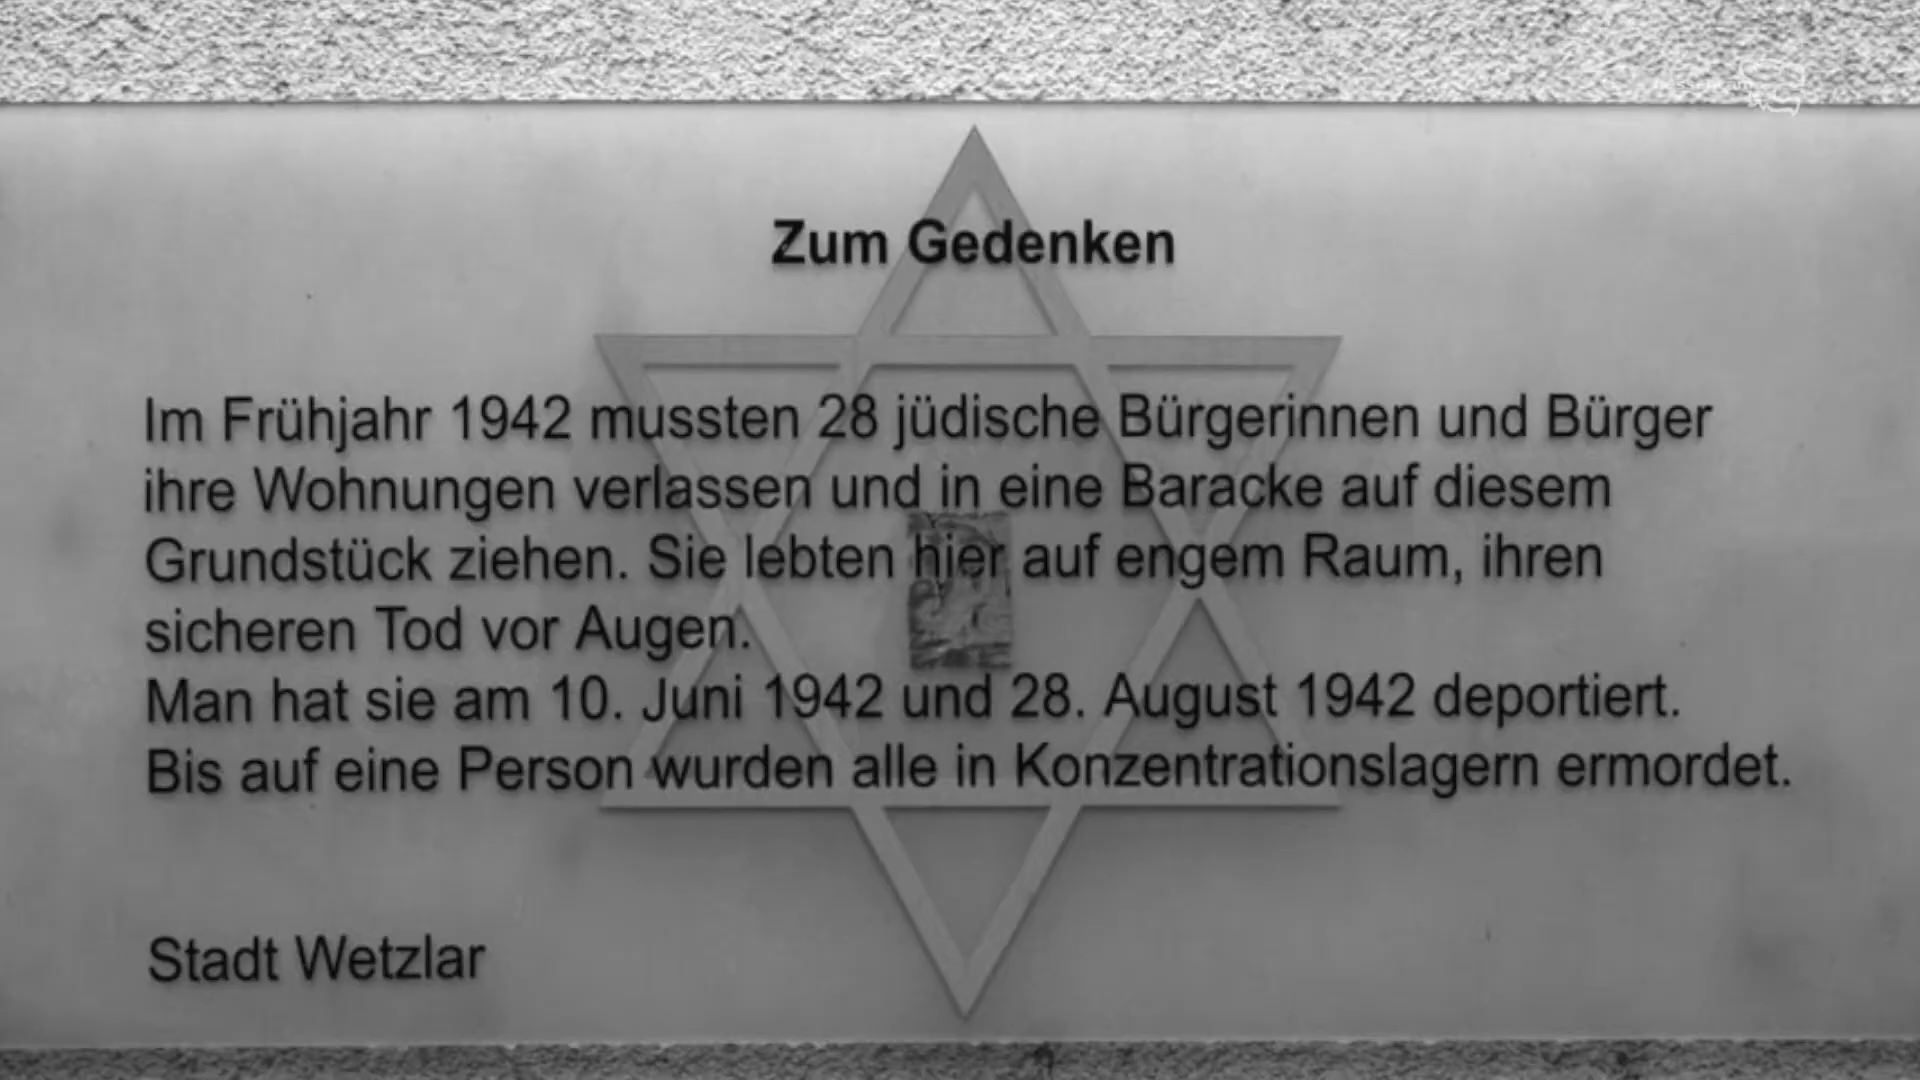 Zum Gedenken
Im Frühjahr 1942 mussten 28 jüdische Bürgerinnen und Bürger
ihre Wohnungen verlassen und in eine Baracke auf diesem
Grundstück ziehen. Sie lebten hier auf engem Raum, ihren
sicheren Tod vor Augen.
Man hat sie am 10. Juni 1942 und 28. August 1942 deportiert.
Bis auf eine Person wurden alle in Konzentrationslagern ermordet.
Stadt Wetzlar